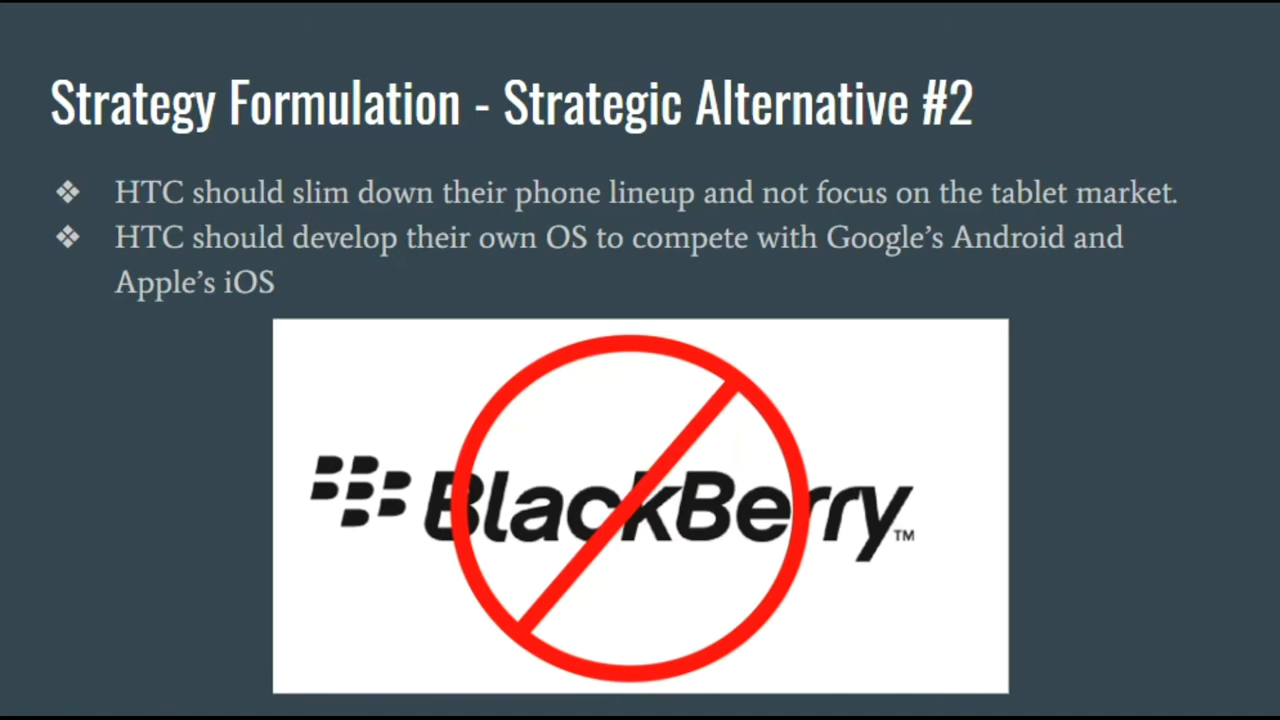 Strategy Formulation - Strategic Alternative #2
❖ HTC should slim down their phone lineup and not focus on the tablet market.
❖ HTC should develop their own OS to compete with Google’s Android and
Apple’s iOS
BlackBerry™